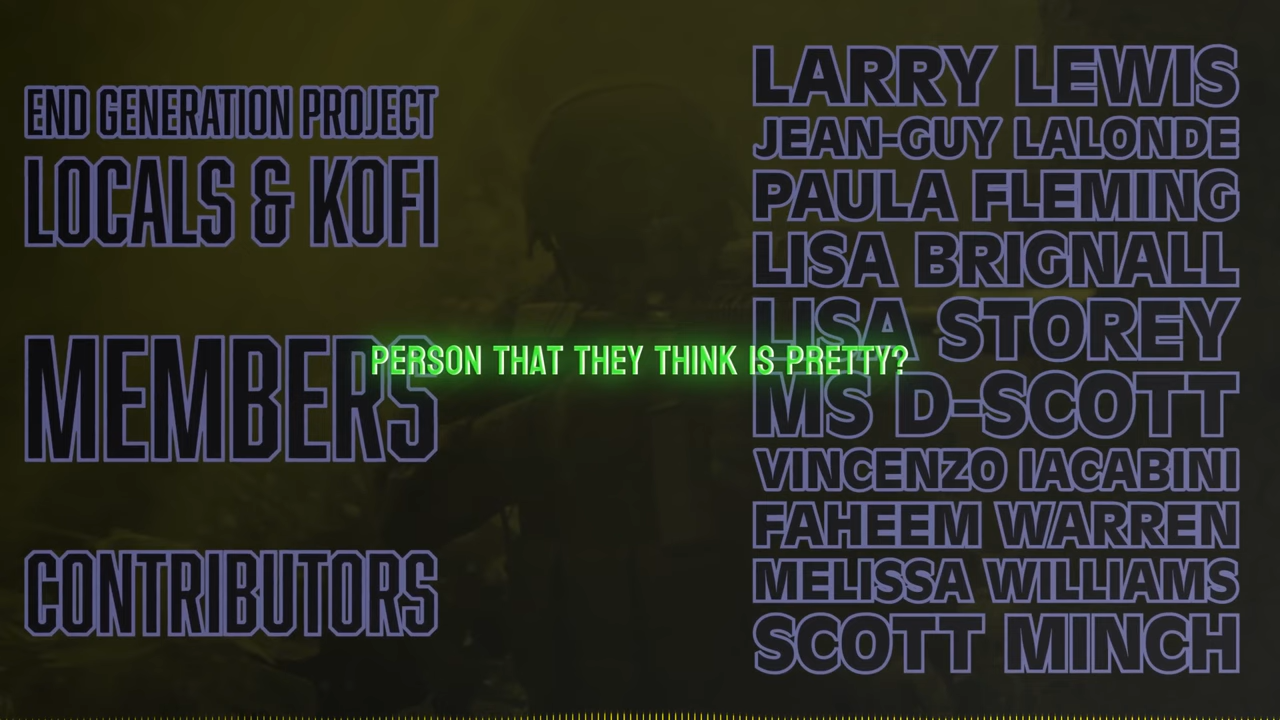 END GENERATION PROJECT
LOCALS & KOFI
MEMBERS
CONTRIBUTORS
PERSON THAT THEY THINK IS PRETTY?
LARRY LEWIS
JEAN-GUY LALONDE
PAULA FLEMING
LISA BRIGNALL
LISA STOREY
MS D-SCOTT
VINCENZO IACABINI
FAHEEM WARREN
MELISSA WILLIAMS
SCOTT MINCH